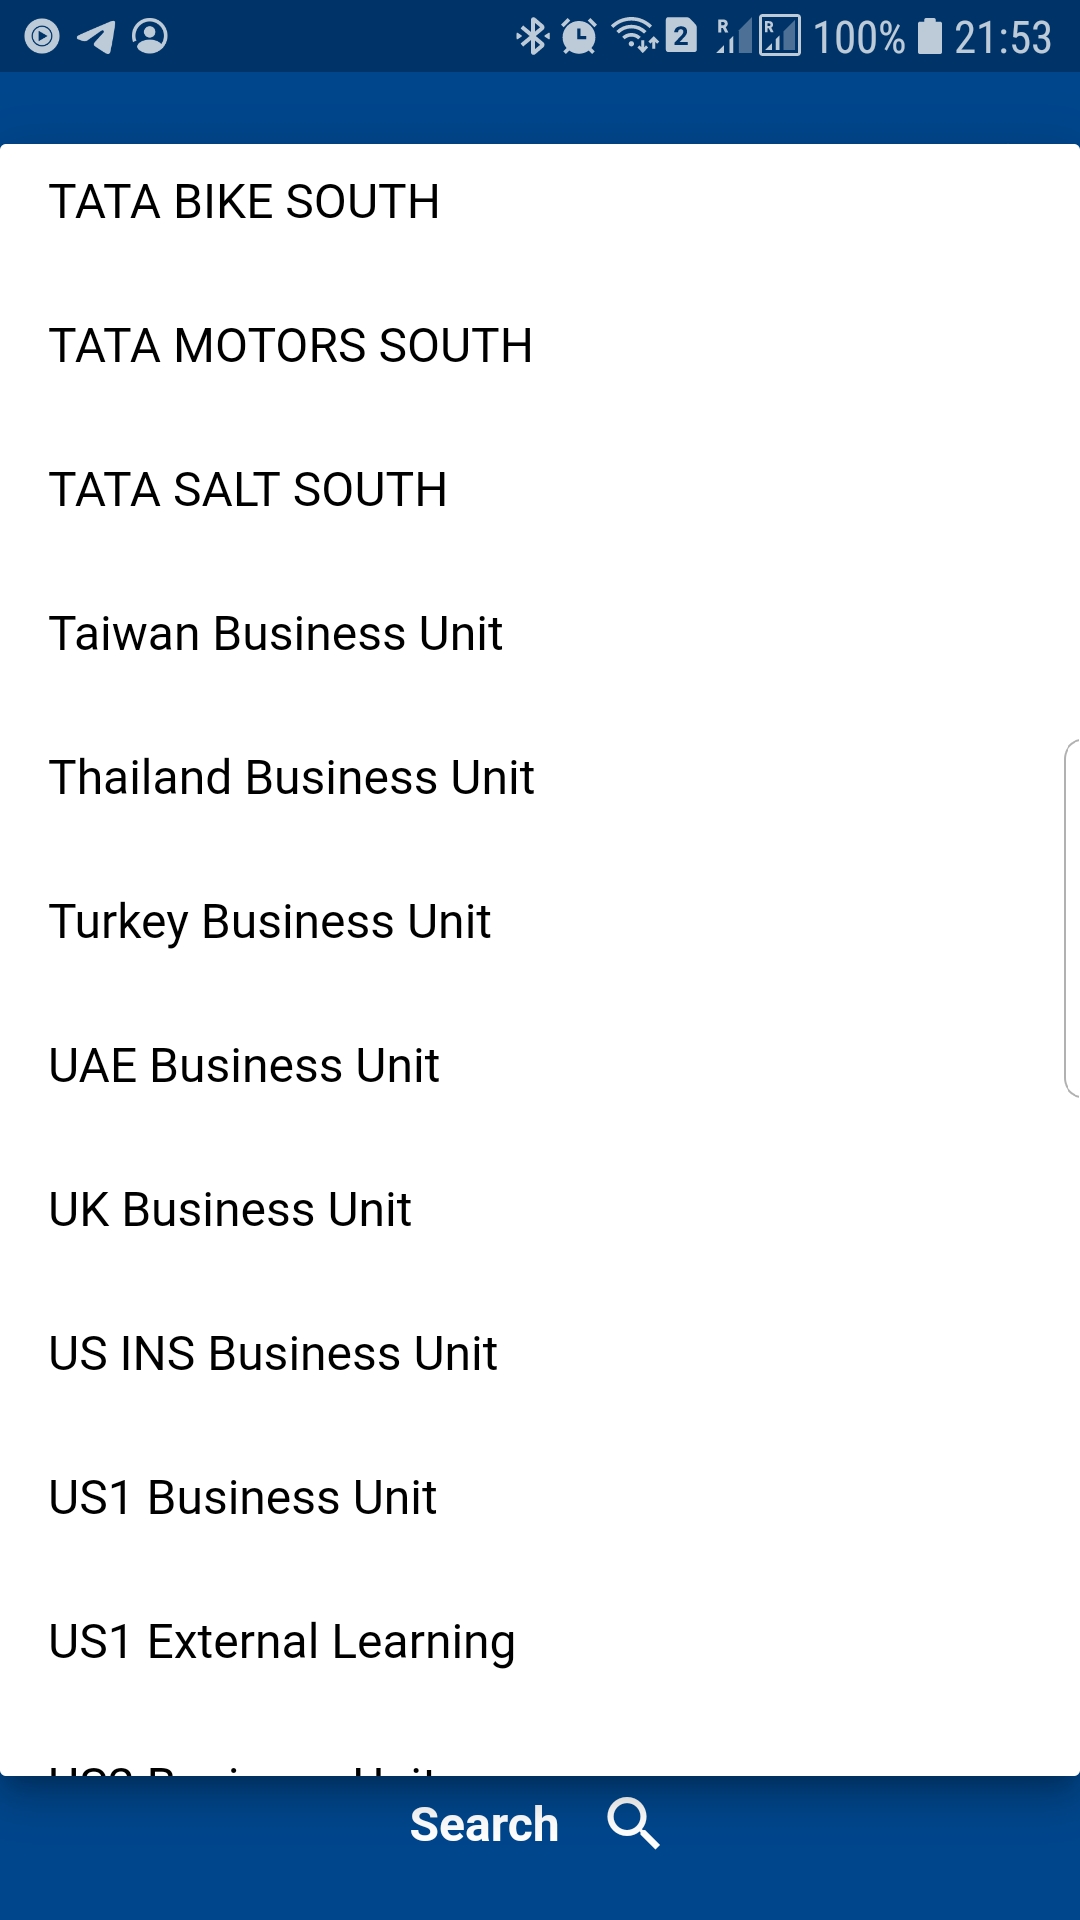 2 R R 100% 21:53
TATA BIKE SOUTH
TATA MOTORS SOUTH
TATA SALT SOUTH
Taiwan Business Unit
Thailand Business Unit
Turkey Business Unit
UAE Business Unit
UK Business Unit
US INS Business Unit
US1 Business Unit
US1 External Learning
Search